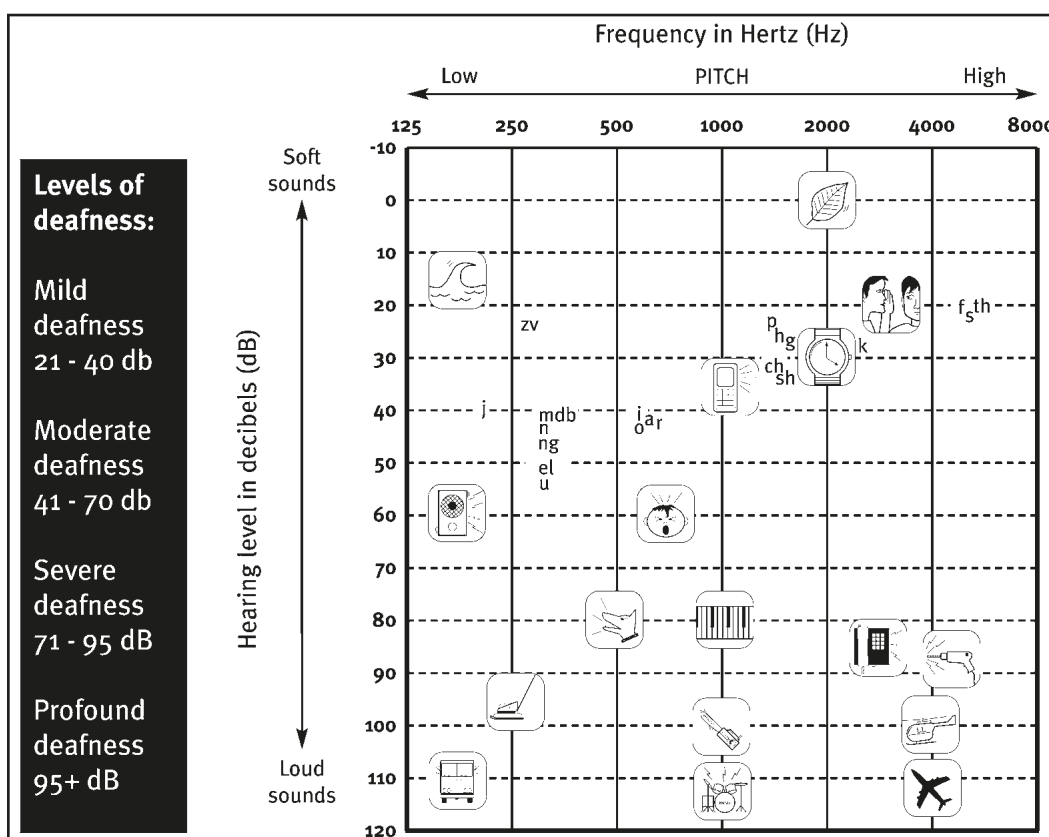 Frequency in Hertz (Hz)
Low PITCH High
125 250 500 1000 2000 4000 8000
Levels of
deafness:
Mild
deafness
21 - 40 db
Moderate
deafness
41 - 70 db
Severe
deafness
71 - 95 dB
Profound
deafness
95+ dB
Hearing level in decibels (dB)
Soft
sounds
Loud
sounds
-10
0
10
20
30
40
50
60
70
80
90
100
110
120
zv
p
hg
k
ch
sh
f s th
j
mdb
n
ng
el
u
i a r
o